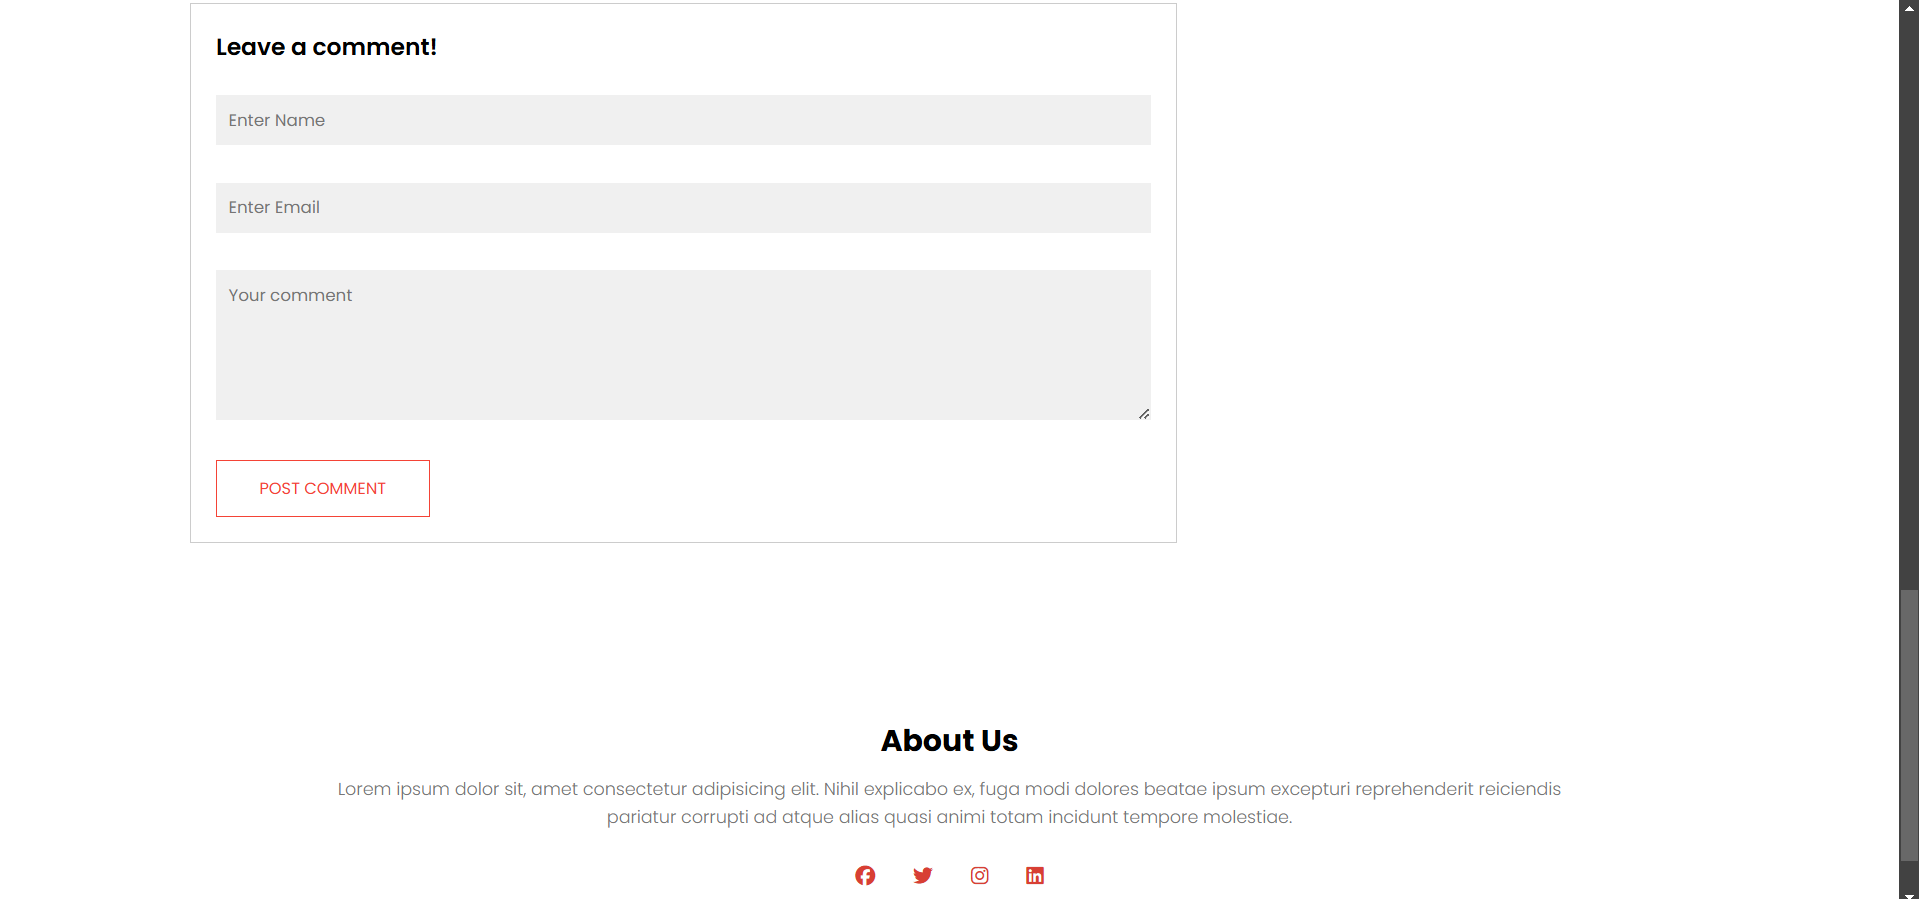 Leave a comment!
Enter Name
Enter Email
Your comment
POST COMMENT
About Us
Lorem ipsum dolor sit, amet consectetur adipisicing elit. Nihil explicabo ex, fuga modi dolores beatae ipsum excepturi reprehenderit reiciendis
pariatur corrupti ad atque alias quasi animi totam incidunt tempore molestiae.